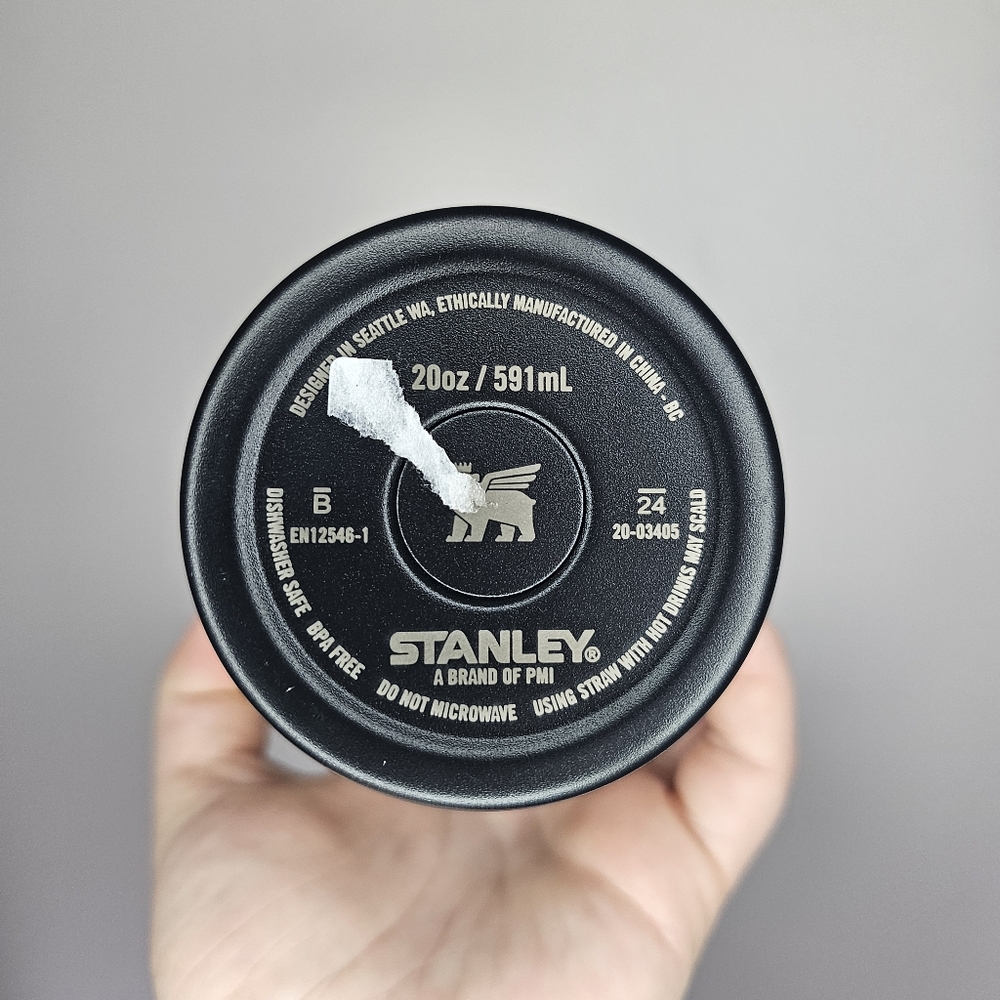 DESIGNED IN SEATTLE WA, ETHICALLY MANUFACTURED IN CHINA - BC
20oz / 591mL
B
EN12546-1
24
20-03405
STANLEY®
A BRAND OF PMI
DISHWASHER SAFE BPA FREE DO NOT MICROWAVE USING STRAW WITH HOT DRINKS MAY SCALD